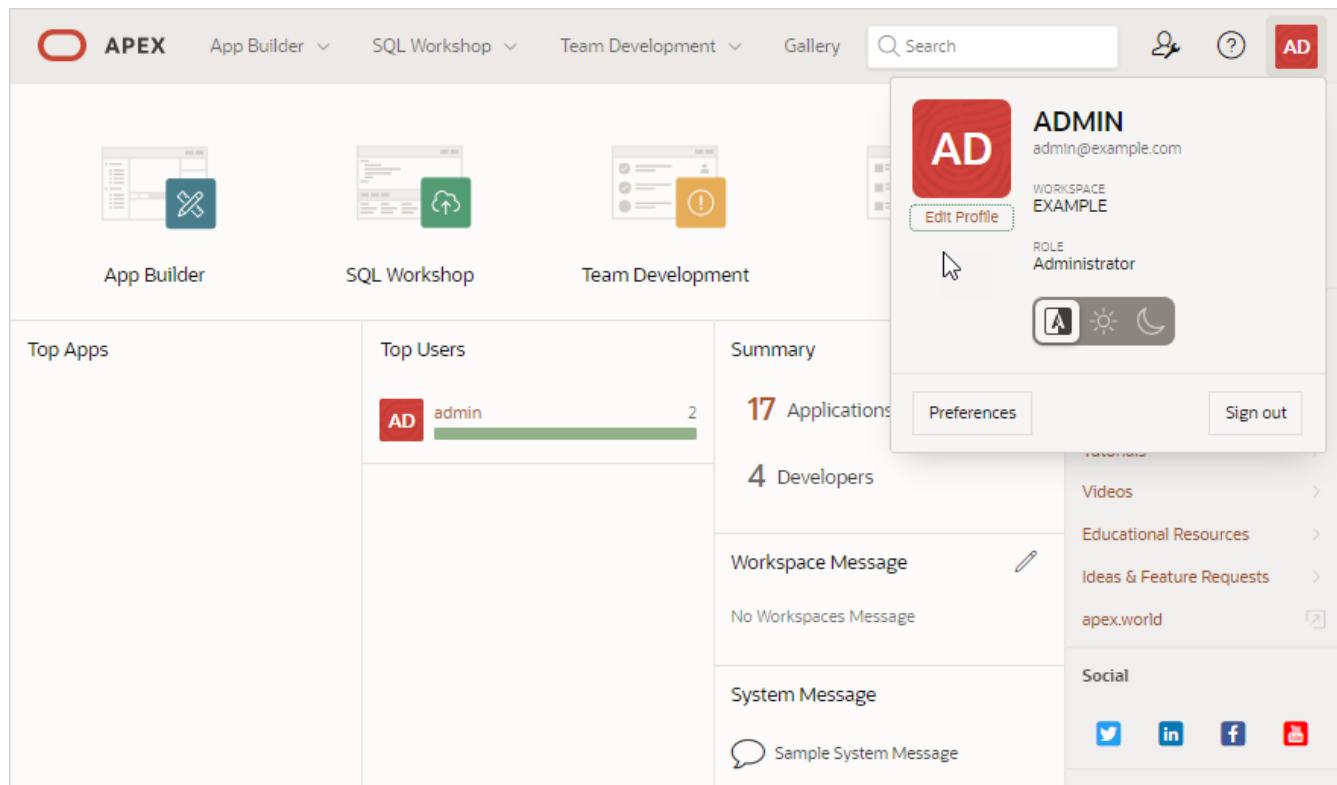 APEX
App Builder
SQL Workshop
Team Development
Gallery
Search
AD
AD
ADMIN
admin@example.com
WORKSPACE
EXAMPLE
Edit Profile
ROLE
Administrator
Preferences
Sign out
App Builder
SQL Workshop
Team Development
Top Apps
Top Users
AD
admin
2
Summary
17 Applications
4 Developers
Workspace Message
No Workspaces Message
System Message
Sample System Message
Tutorials
Videos
Educational Resources
Ideas & Feature Requests
apex.world
Social
in
f
You